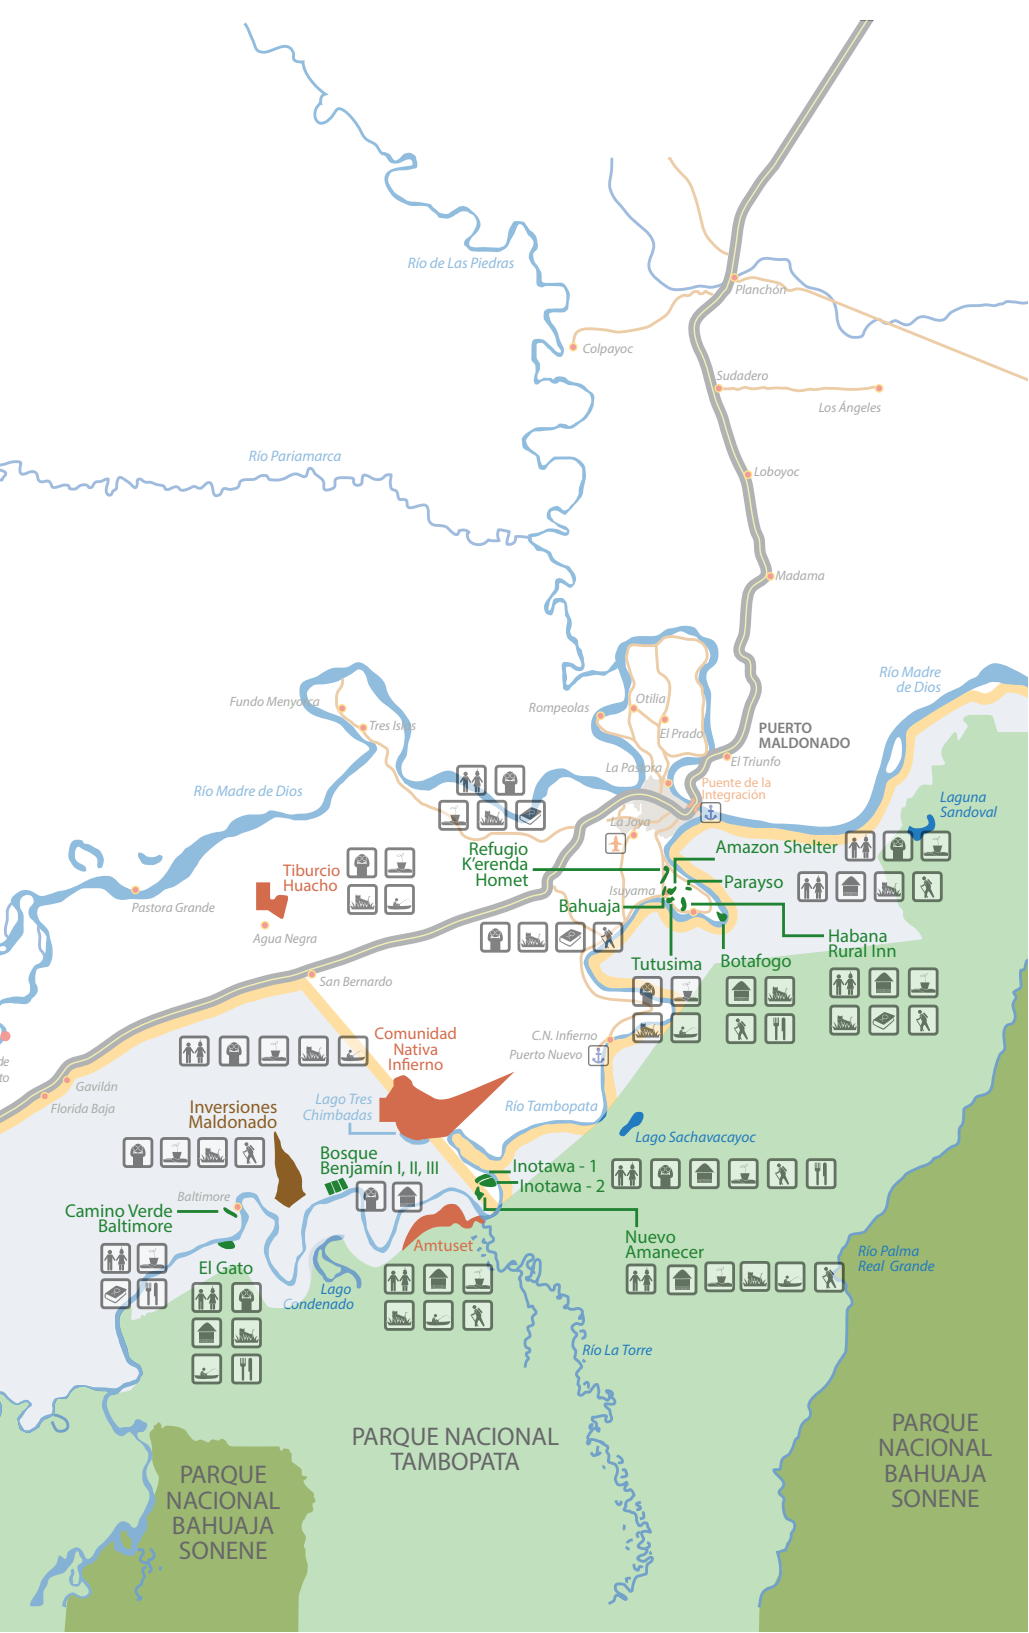 Río de Las Piedras
Planchón
Colpayoc
Sudadero
Los Ángeles
Río Pariamarca
Loboyoc
Madama
Río Madre
de Dios
Fundo Menyorca
Tres Islas
Rompeolas
Otilia
El Prado
PUERTO
MALDONADO
El Triunfo
La Pastora
Puente de la
Integración
Río Madre de Dios
Laguna
Sandoval
La Joya
Amazon Shelter
Refugio
K'erenda
Homet
Tiburcio
Huacho
Parayso
Isuyama
Bahuaja
Pastora Grande
Agua Negra
Habana
Rural Inn
Tutusima
Botafogo
San Bernardo
C.N. Infierno
Puerto Nuevo
Comunidad
Nativa
Infierno
de
to
Gavilán
Florida Baja
Lago Tres
Chimbadas
Río Tambopata
Inversiones
Maldonado
Lago Sachavacayoc
Bosque
Benjamín I, II, III
Inotawa - 1
Inotawa - 2
Baltimore
Camino Verde
Baltimore
Amtuset
Nuevo
Amanecer
Río Palma
Real Grande
El Gato
Lago
Condenado
Río La Torre
PARQUE NACIONAL
TAMBOPATA
PARQUE
NACIONAL
BAHUAJA
SONENE
PARQUE
NACIONAL
BAHUAJA
SONENE